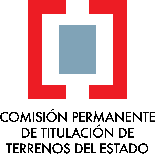 COMISIÓN PERMANENTE
DE TITULACIÓN DE
TERRENOS DEL ESTADO